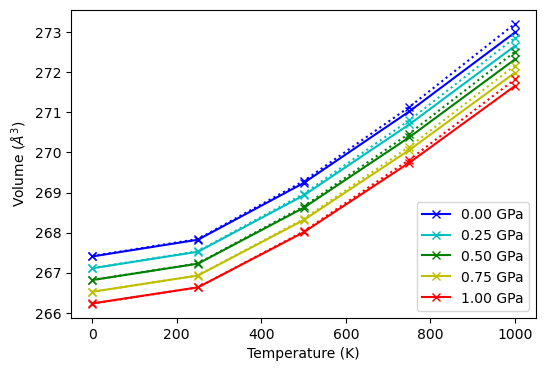 273
272
271
270
269
268
267
266
Volume (Å³)
0
200
400
600
800
1000
Temperature (K)
0.00 GPa
0.25 GPa
0.50 GPa
0.75 GPa
1.00 GPa